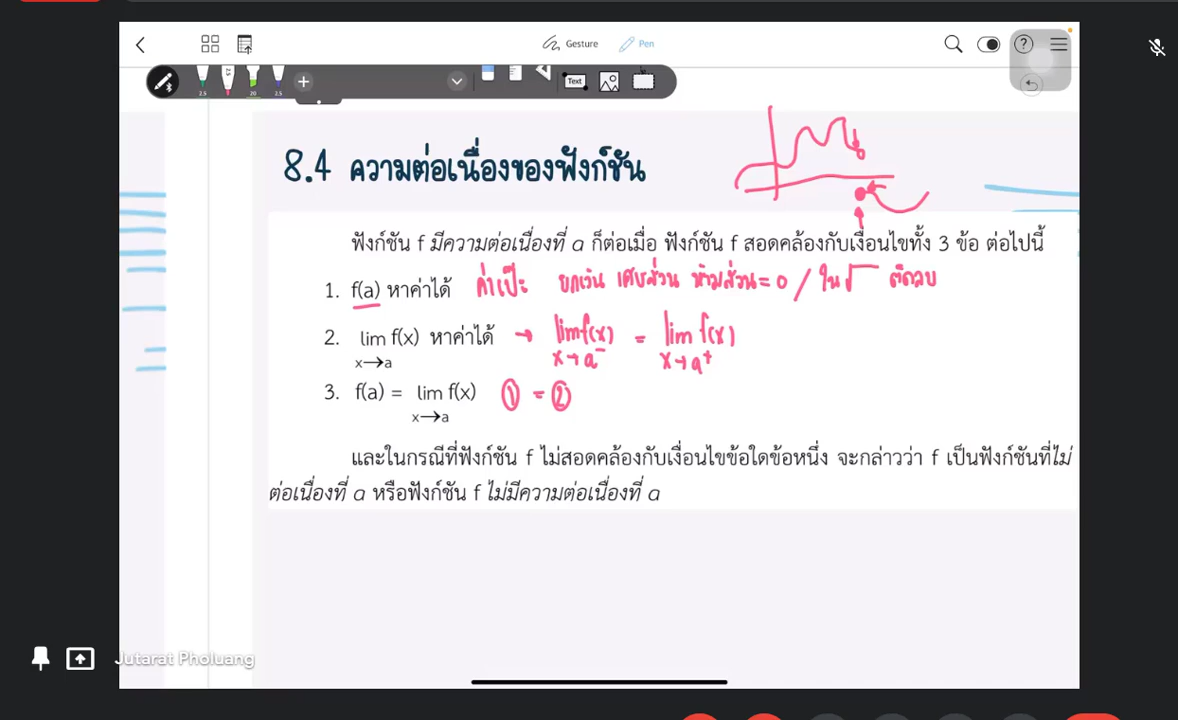 Gesture
Pen
2.5
2.5
20
2.5
Text
8.4 ความต่อเนื่องของฟังก์ชัน
ฟังก์ชัน f มีความต่อเนื่องที่ a ก็ต่อเมื่อ ฟังก์ชัน f สอดคล้องกับเงื่อนไขทั้ง 3 ข้อ ต่อไปนี้
1. f(a) หาค่าได้ ค่าเป๊ะ ยกเว้น เศษส่วน ห้ามส่วน = 0 / ใน √ ติดลบ
2. lim f(x) หาค่าได้ → lim f(x) = lim f(x)
x→a x→a⁻ x→a⁺
3. f(a) = lim f(x) ① = ②
x→a
และในกรณีที่ฟังก์ชัน f ไม่สอดคล้องกับเงื่อนไขข้อใดข้อหนึ่ง จะกล่าวว่า f เป็นฟังก์ชันที่ไม่
ต่อเนื่องที่ a หรือฟังก์ชัน f ไม่มีความต่อเนื่องที่ a
Jutarat Pholuang